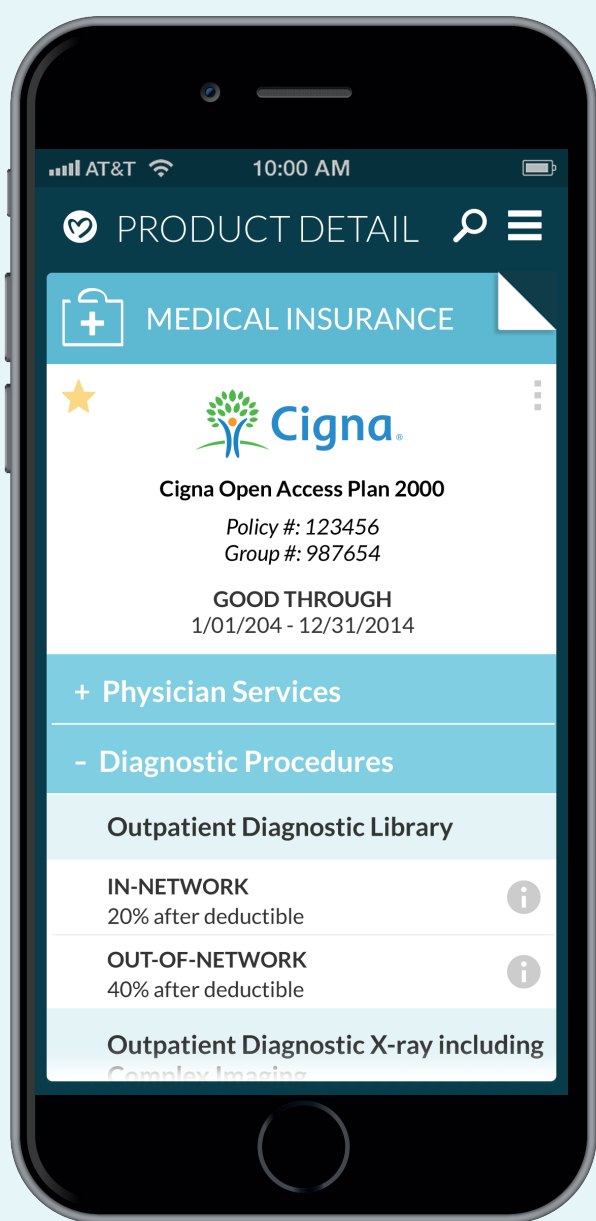 AT&T 10:00 AM
PRODUCT DETAIL
MEDICAL INSURANCE
Cigna®
Cigna Open Access Plan 2000
Policy #: 123456
Group #: 987654
GOOD THROUGH
1/01/204 - 12/31/2014
+ Physician Services
- Diagnostic Procedures
Outpatient Diagnostic Library
IN-NETWORK
20% after deductible
OUT-OF-NETWORK
40% after deductible
Outpatient Diagnostic X-ray including
Complex Imaging